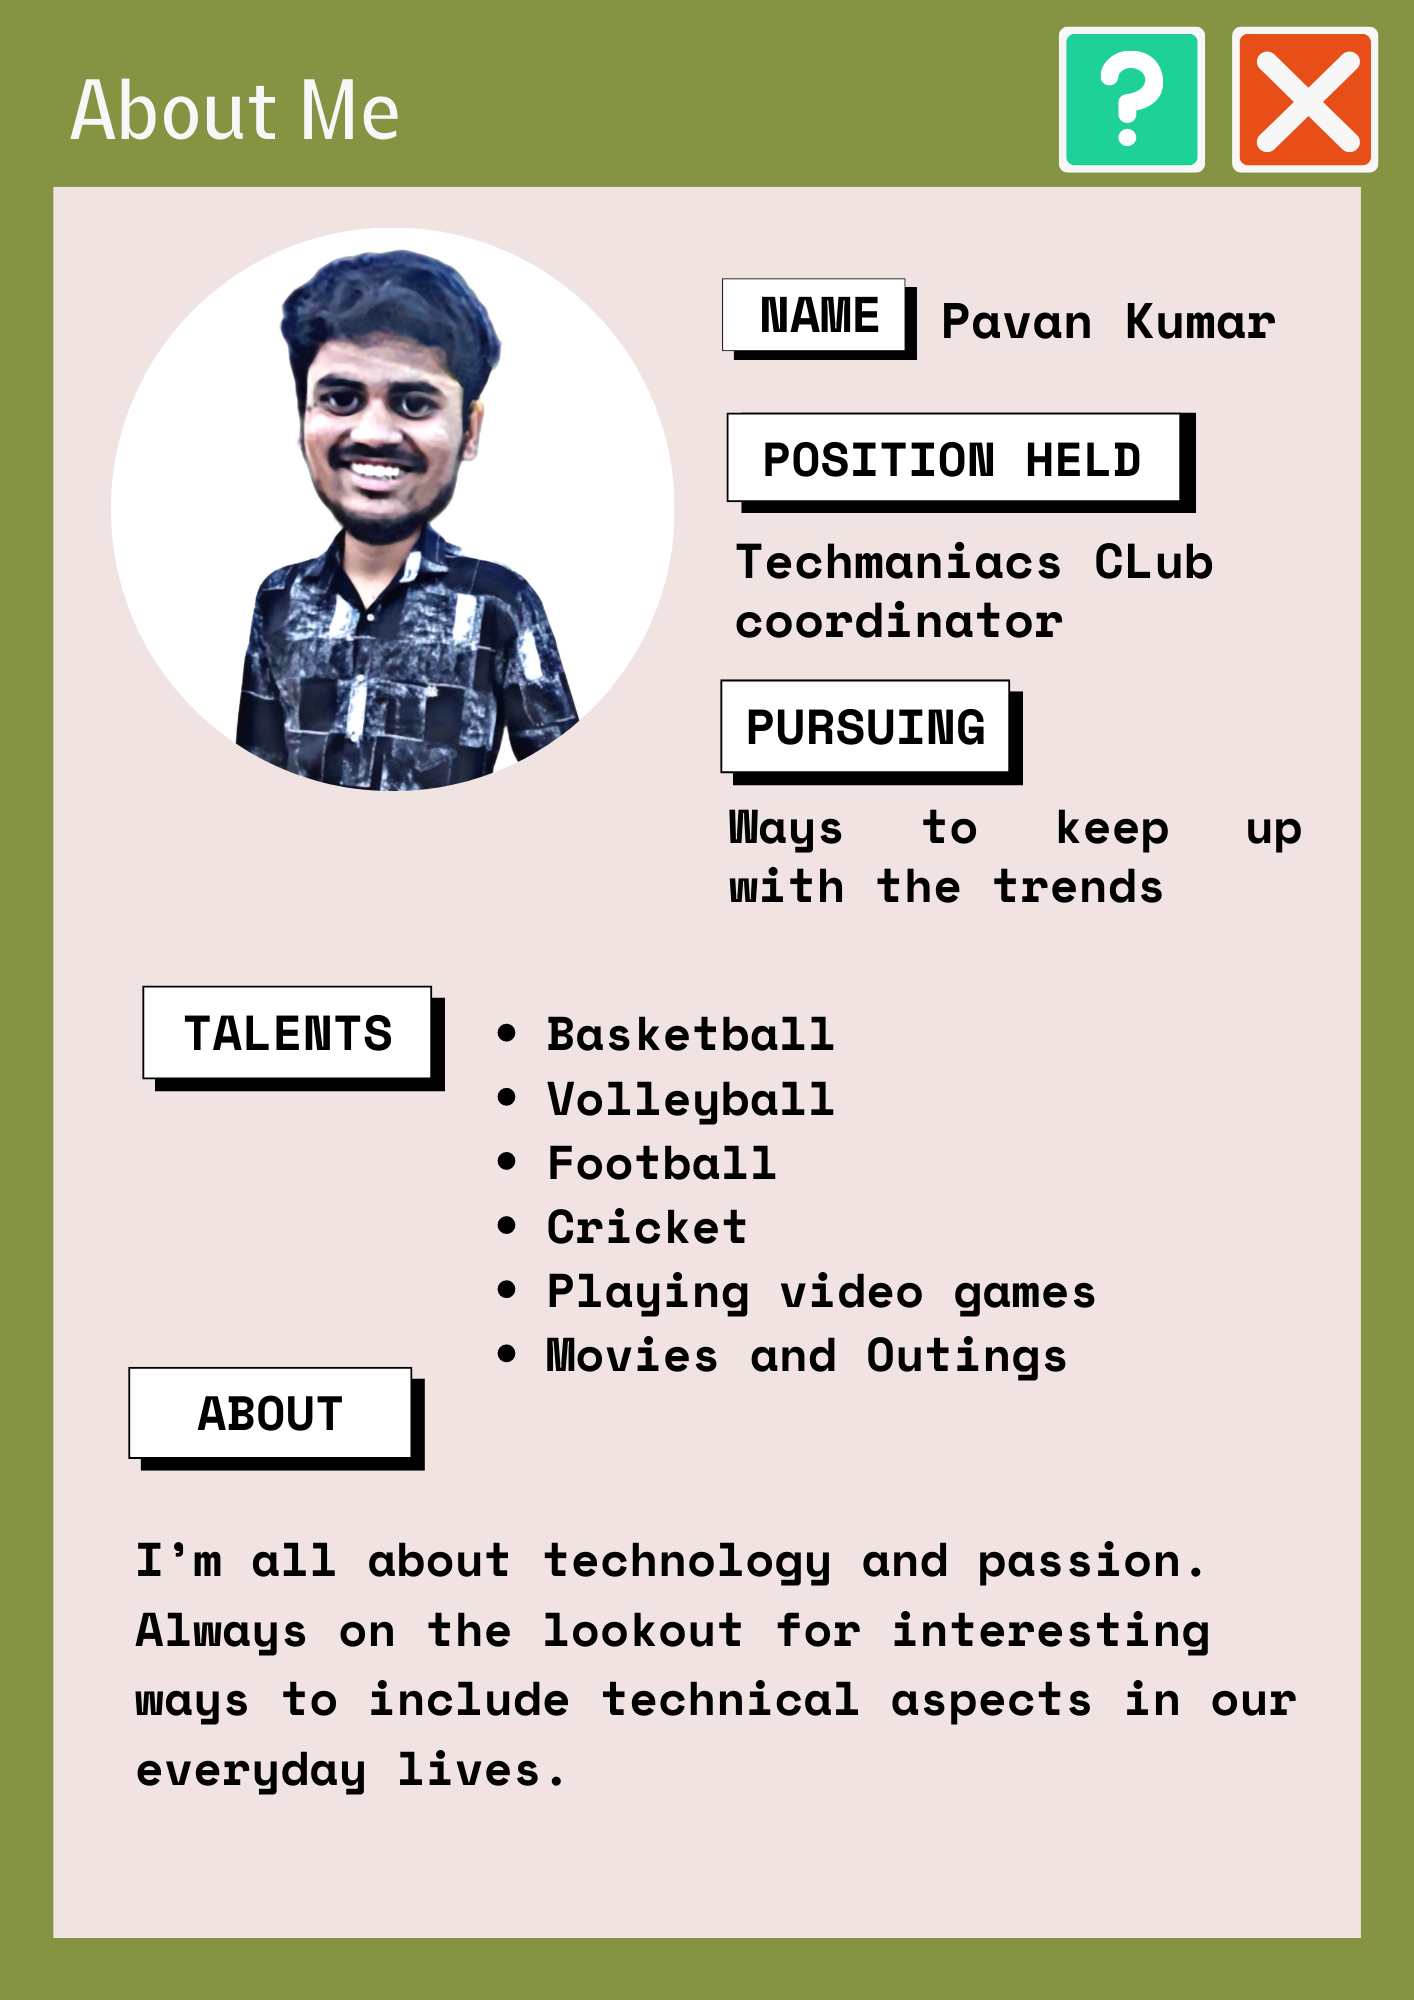 About Me
?
NAME
Pavan Kumar
POSITION HELD
Techmaniacs CLub
coordinator
PURSUING
Ways to keep up
with the trends
TALENTS
• Basketball
• Volleyball
• Football
• Cricket
• Playing video games
• Movies and Outings
ABOUT
I’m all about technology and passion.
Always on the lookout for interesting
ways to include technical aspects in our
everyday lives.